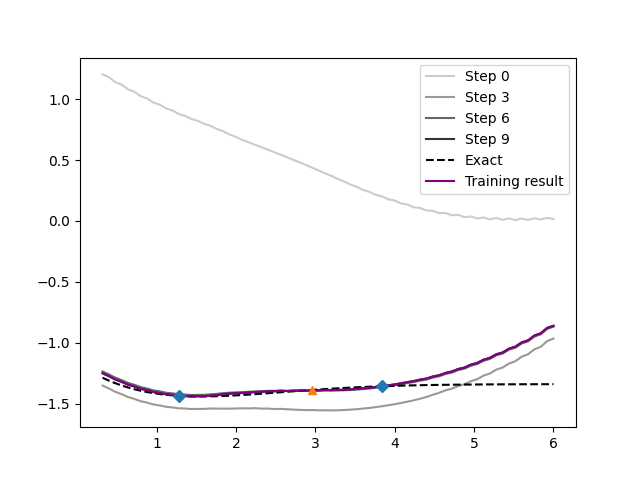 1.0
0.5
0.0
−0.5
−1.0
−1.5
1 2 3 4 5 6
Step 0
Step 3
Step 6
Step 9
Exact
Training result